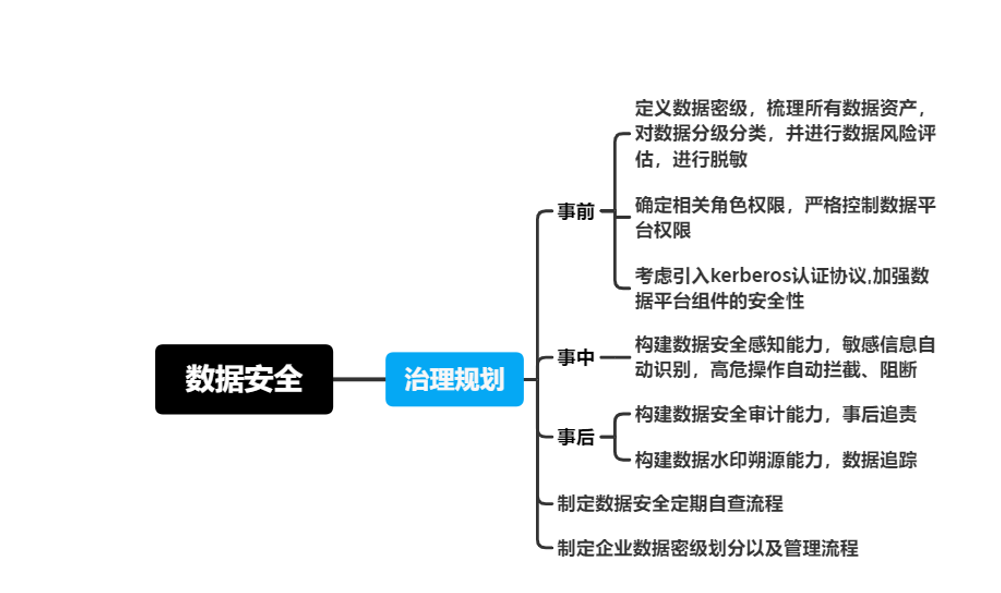 数据安全
治理规划
事前
定义数据密级，梳理所有数据资产，
对数据分级分类，并进行数据风险评
估，进行脱敏
确定相关角色权限，严格控制数据平
台权限
考虑引入kerberos认证协议,加强数
据平台组件的安全性
事中
构建数据安全感知能力，敏感信息自
动识别，高危操作自动拦截、阻断
事后
构建数据安全审计能力，事后追责
构建数据水印朔源能力，数据追踪
制定数据安全定期自查流程
制定企业数据密级划分以及管理流程